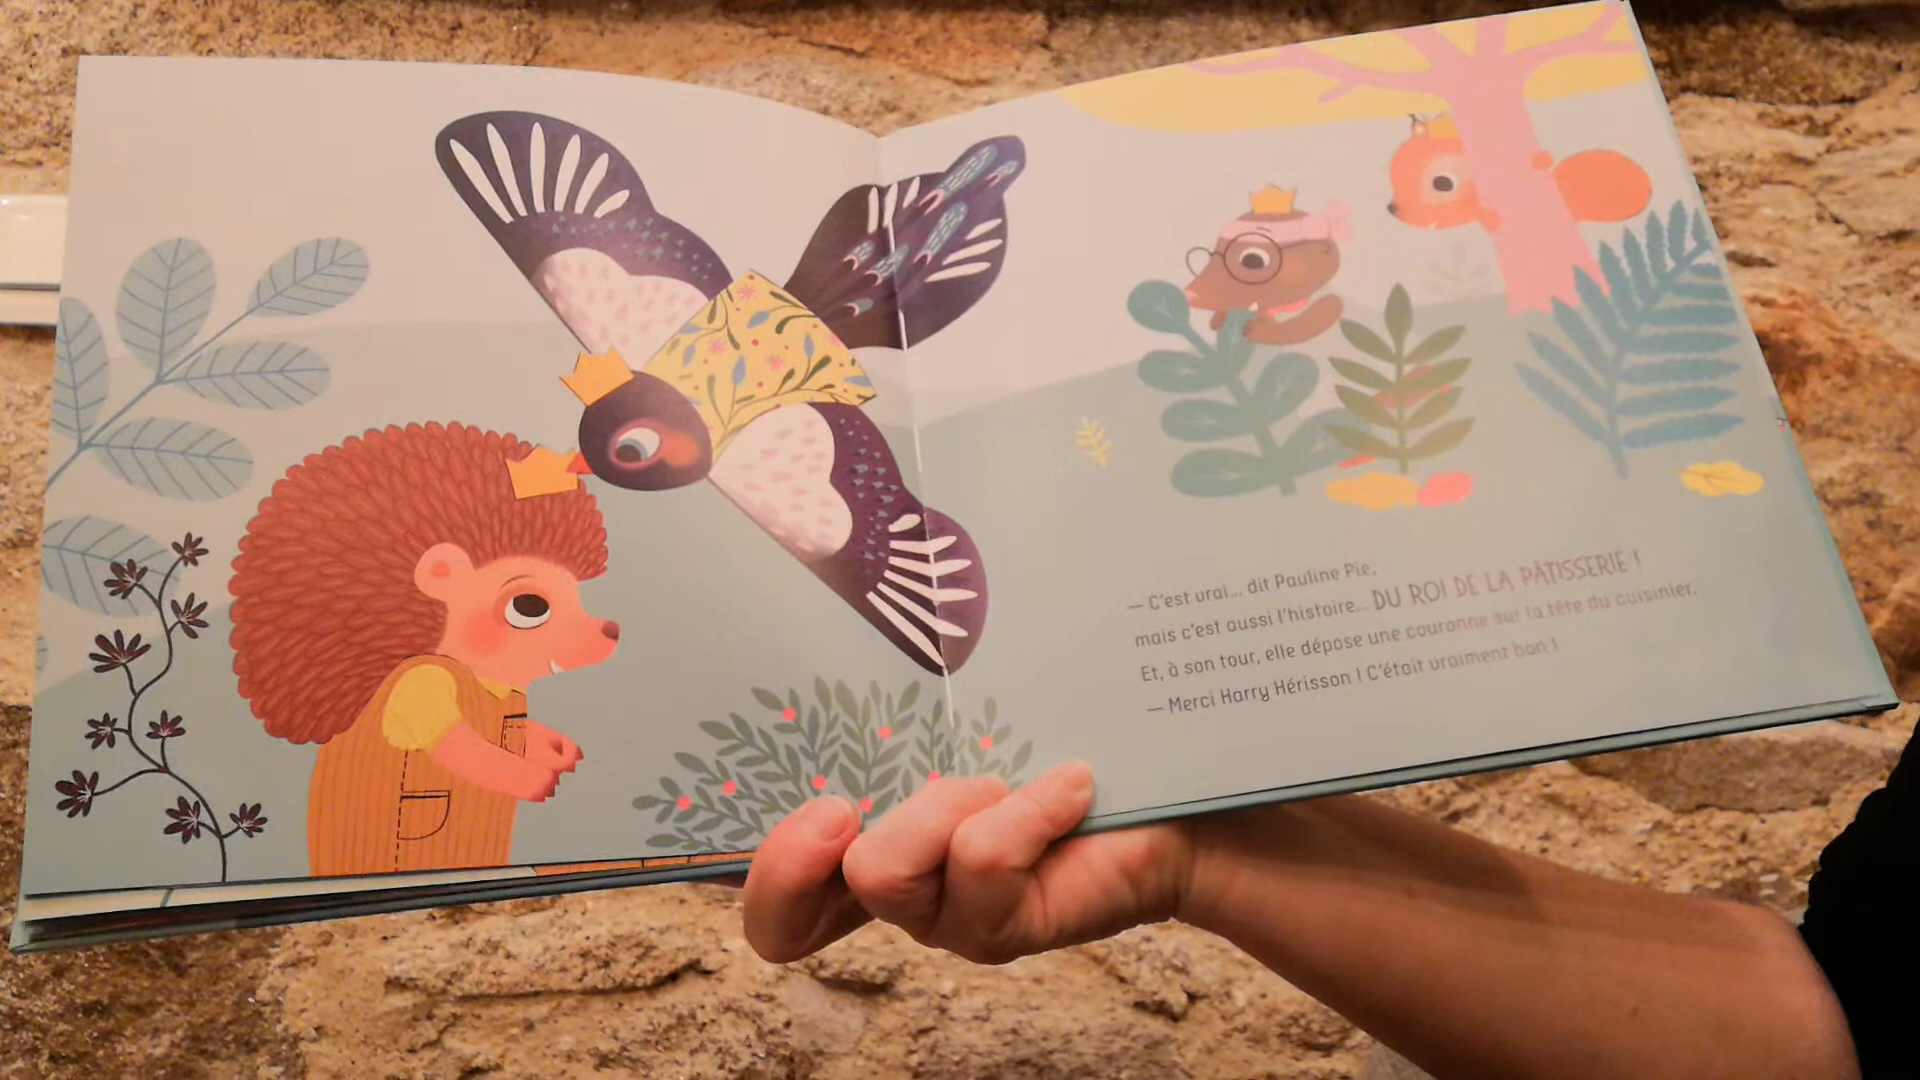 – C'est vrai... dit Pauline Pie,
mais c'est aussi l'histoire... DU ROI DE LA PÂTISSERIE !
Et, à son tour, elle dépose une couronne sur la tête du cuisinier.
– Merci Harry Hérisson ! C'était vraiment bon !